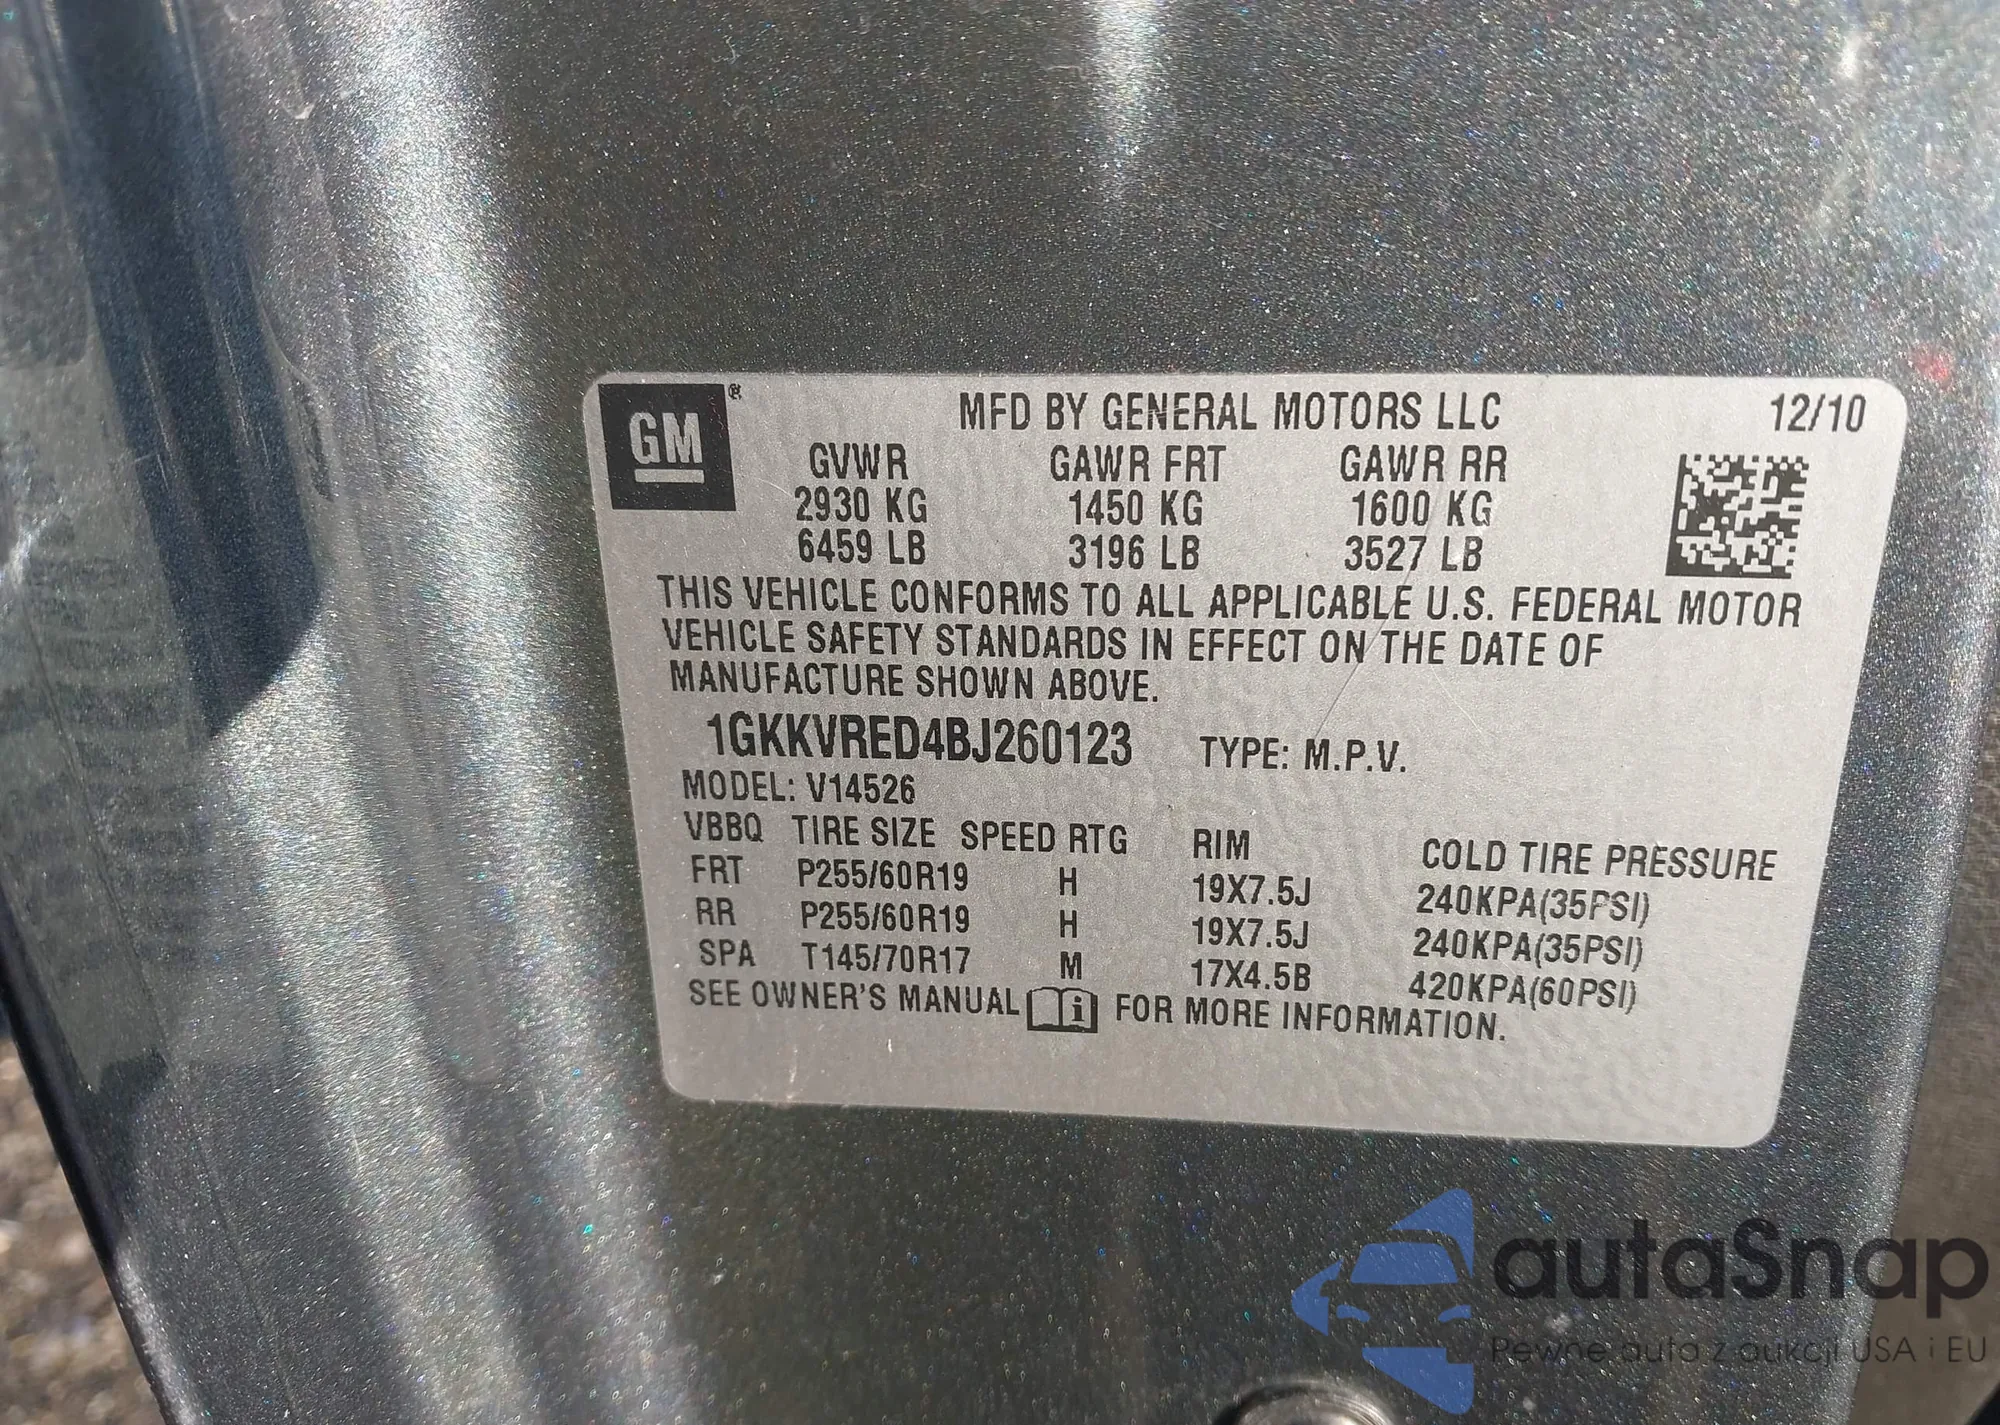 GM ®
MFD BY GENERAL MOTORS LLC 12/10
GVWR GAWR FRT GAWR RR
2930 KG 1450 KG 1600 KG
6459 LB 3196 LB 3527 LB
THIS VEHICLE CONFORMS TO ALL APPLICABLE U.S. FEDERAL MOTOR
VEHICLE SAFETY STANDARDS IN EFFECT ON THE DATE OF
MANUFACTURE SHOWN ABOVE.
1GKKVRED4BJ260123 TYPE: M.P.V.
MODEL: V14526
VBBQ TIRE SIZE SPEED RTG RIM COLD TIRE PRESSURE
FRT P255/60R19 H 19X7.5J 240KPA(35PSI)
RR P255/60R19 H 19X7.5J 240KPA(35PSI)
SPA T145/70R17 M 17X4.5B 420KPA(60PSI)
SEE OWNER'S MANUAL i FOR MORE INFORMATION.
autaSnap
Pewne auta z aukcji USA i EU